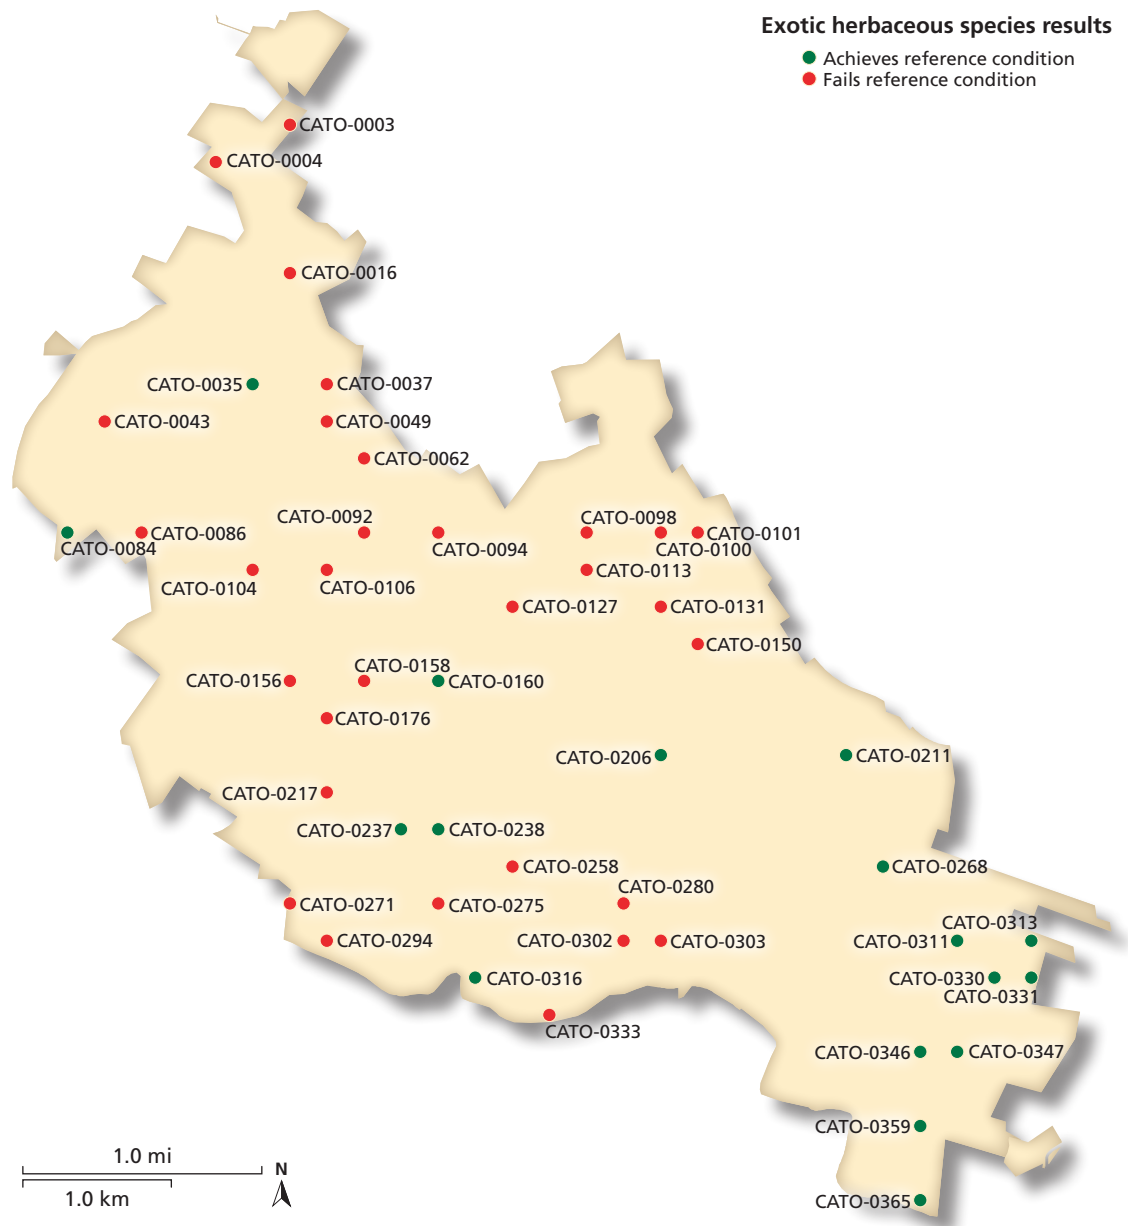 Exotic herbaceous species results
Achieves reference condition
Fails reference condition
CATO-0003
CATO-0004
CATO-0016
CATO-0035
CATO-0037
CATO-0043
CATO-0049
CATO-0062
CATO-0092
CATO-0098
CATO-0086
CATO-0101
CATO-0084
CATO-0094
CATO-0100
CATO-0113
CATO-0104
CATO-0106
CATO-0127
CATO-0131
CATO-0150
CATO-0158
CATO-0156
CATO-0160
CATO-0176
CATO-0206
CATO-0211
CATO-0217
CATO-0237
CATO-0238
CATO-0258
CATO-0268
CATO-0280
CATO-0271
CATO-0275
CATO-0313
CATO-0294
CATO-0302
CATO-0303
CATO-0311
CATO-0316
CATO-0330
CATO-0331
CATO-0333
CATO-0346
CATO-0347
CATO-0359
CATO-0365
1.0 mi
N
1.0 km